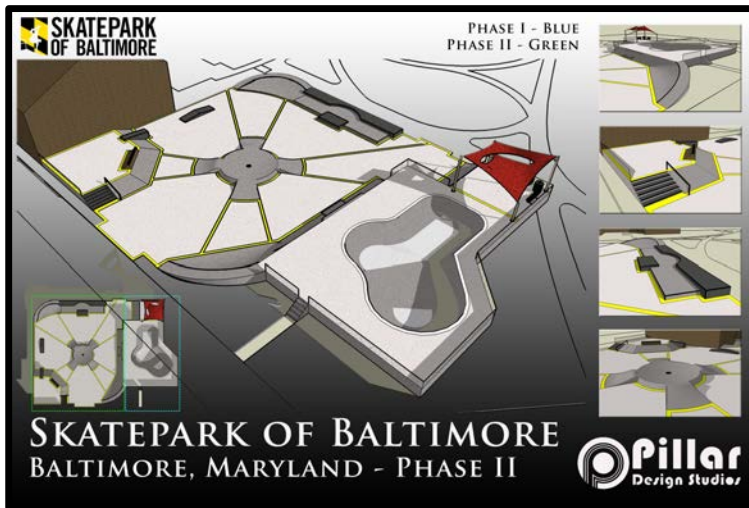 SKATEPARK
OF BALTIMORE
PHASE I - BLUE
PHASE II - GREEN
SKATEPARK OF BALTIMORE
BALTIMORE, MARYLAND - PHASE II
Pillar
Design Studios